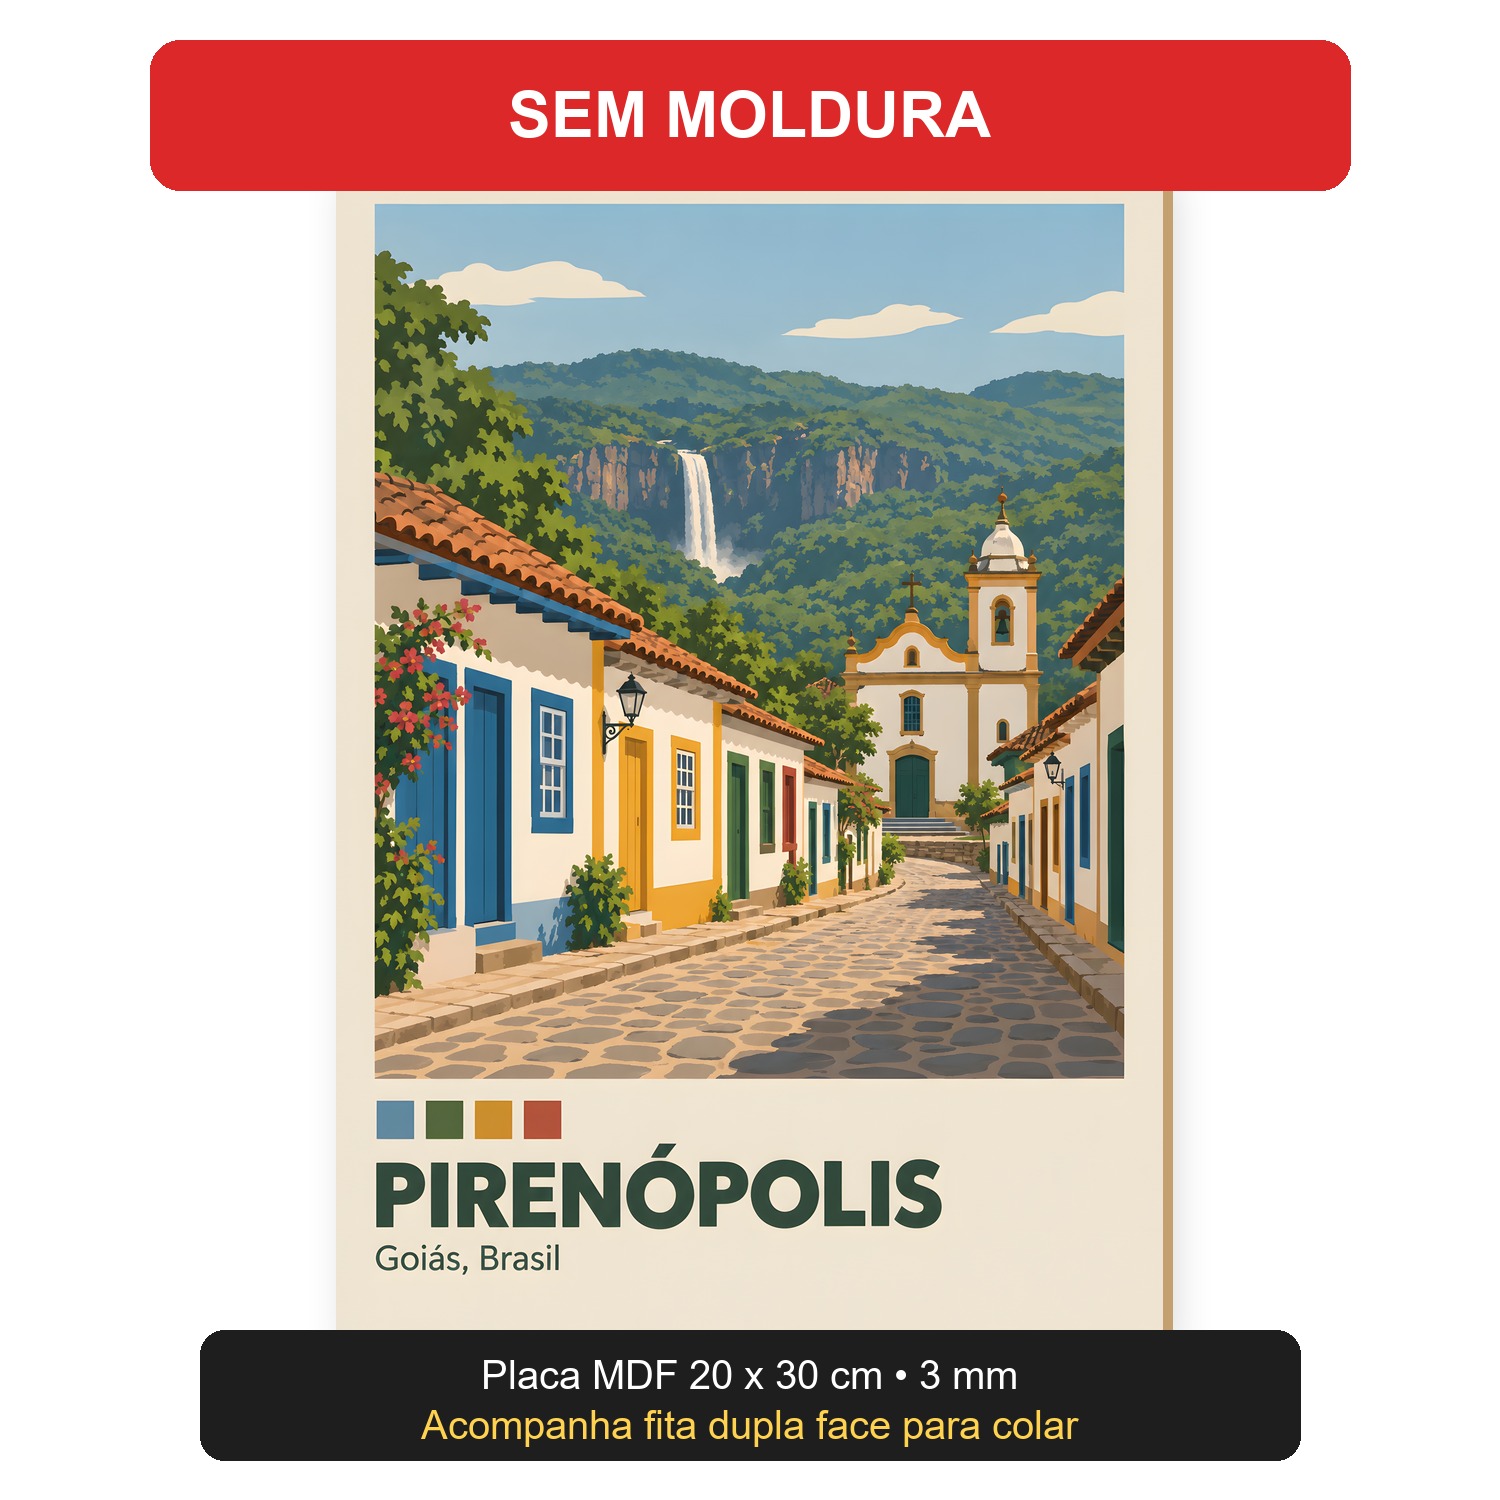 SEM MOLDURA
PIRENÓPOLIS
Goiás, Brasil
Placa MDF 20 x 30 cm • 3 mm
Acompanha fita dupla face para colar